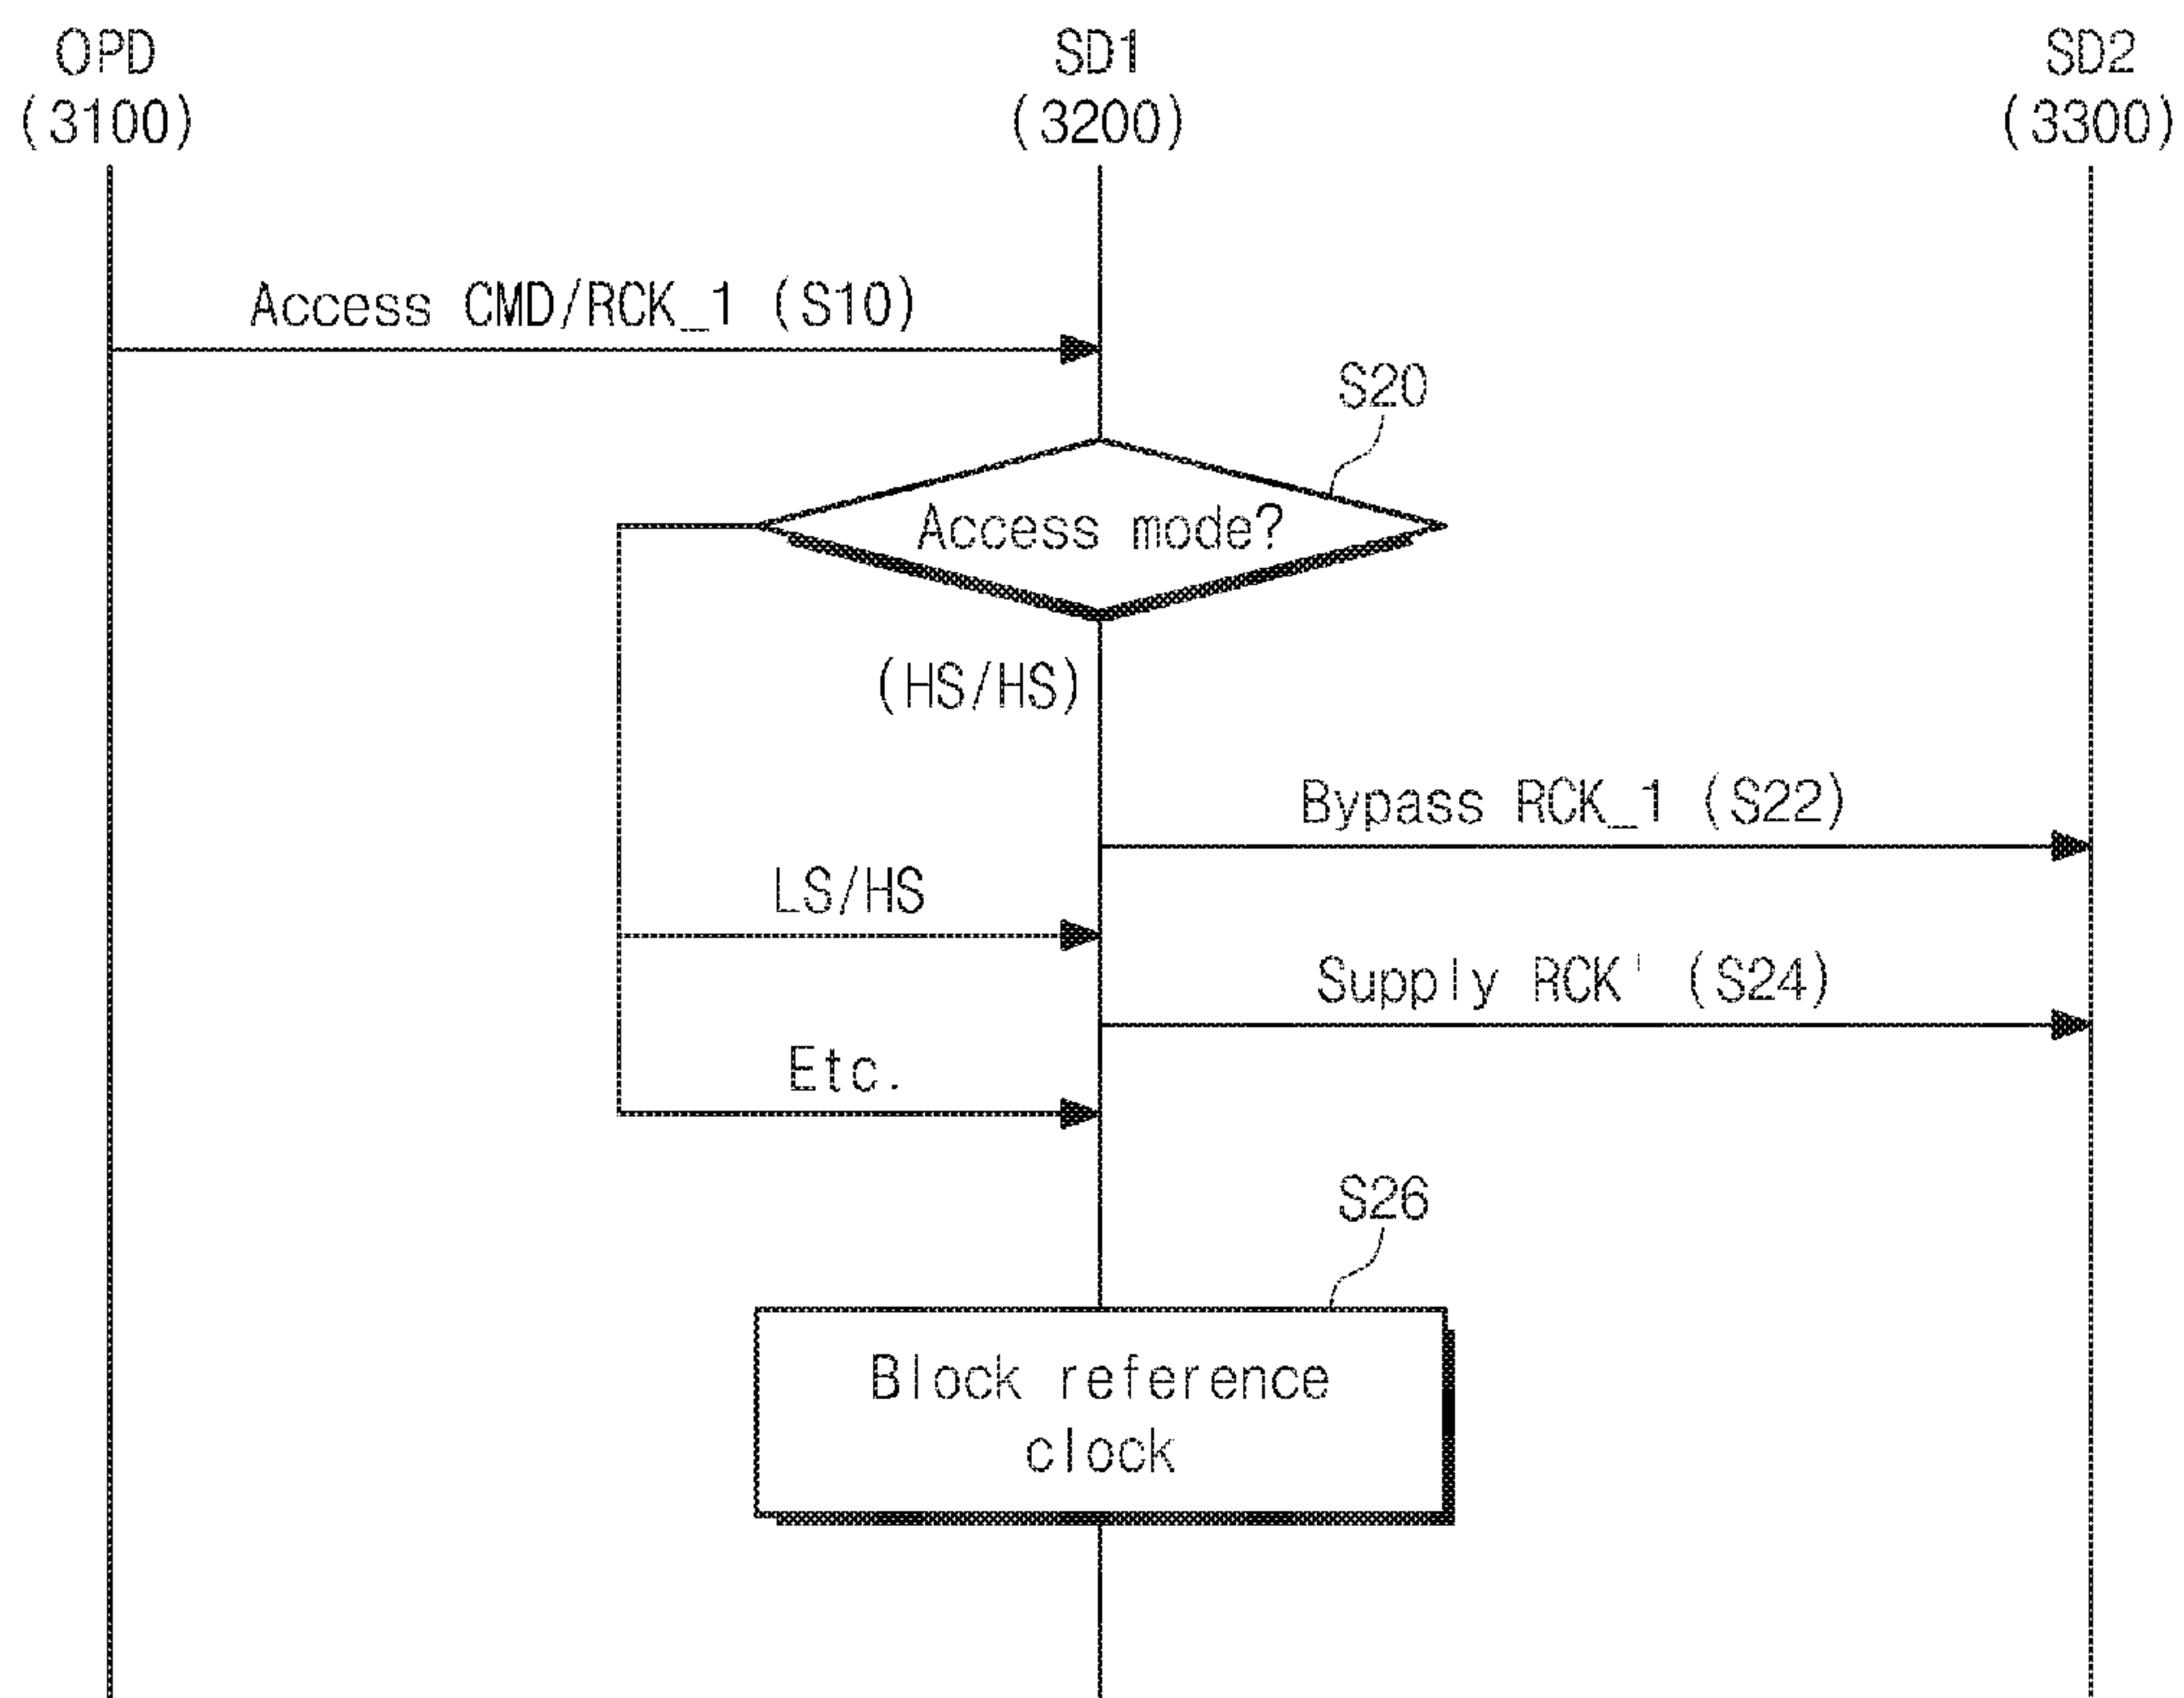 OPD
(3100)
SD1
(3200)
SD2
(3300)
Access CMD/RCK_1 (S10)
S20
Access mode?
(HS/HS)
Bypass RCK_1 (S22)
LS/HS
Supply RCK' (S24)
Etc.
S26
Block reference
clock